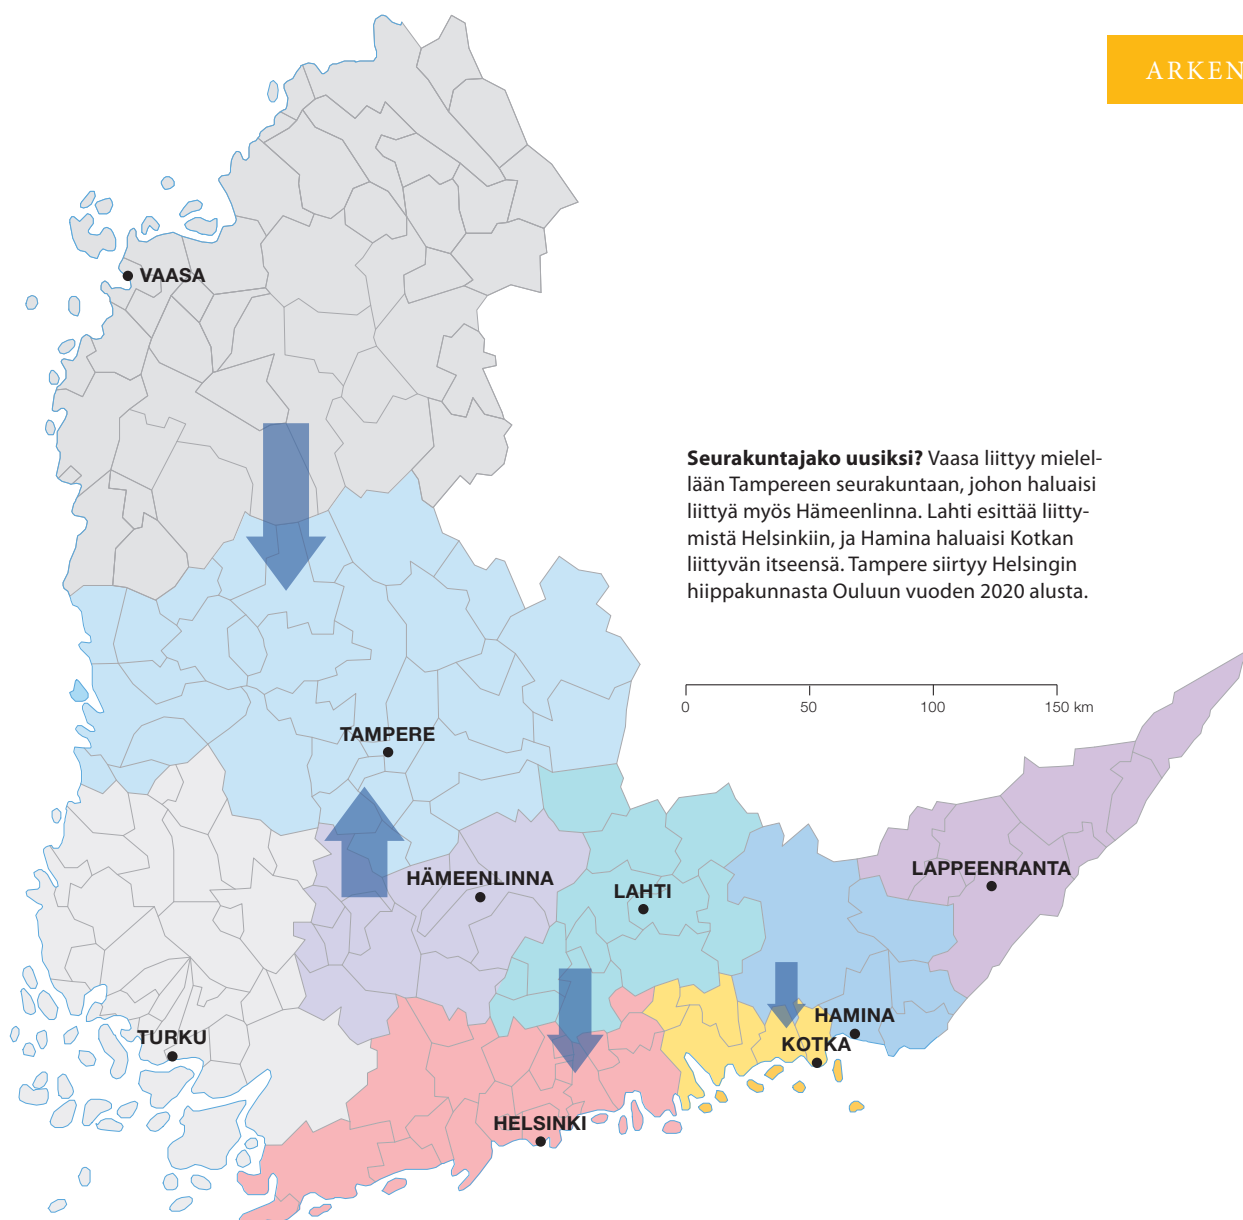 ARKEN
VAASA
Seurakuntajako uusiksi? Vaasa liittyy mielel-
lään Tampereen seurakuntaan, johon haluaisi
liittyä myös Hämeenlinna. Lahti esittää liitty-
mistä Helsinkiin, ja Hamina haluaisi Kotkan
liittyvän itseensä. Tampere siirtyy Helsingin
hiippakunnasta Ouluun vuoden 2020 alusta.
0 50 100 150 km
TAMPERE
LAPPEENRANTA
HÄMEENLINNA
LAHTI
HAMINA
TURKU
KOTKA
HELSINKI